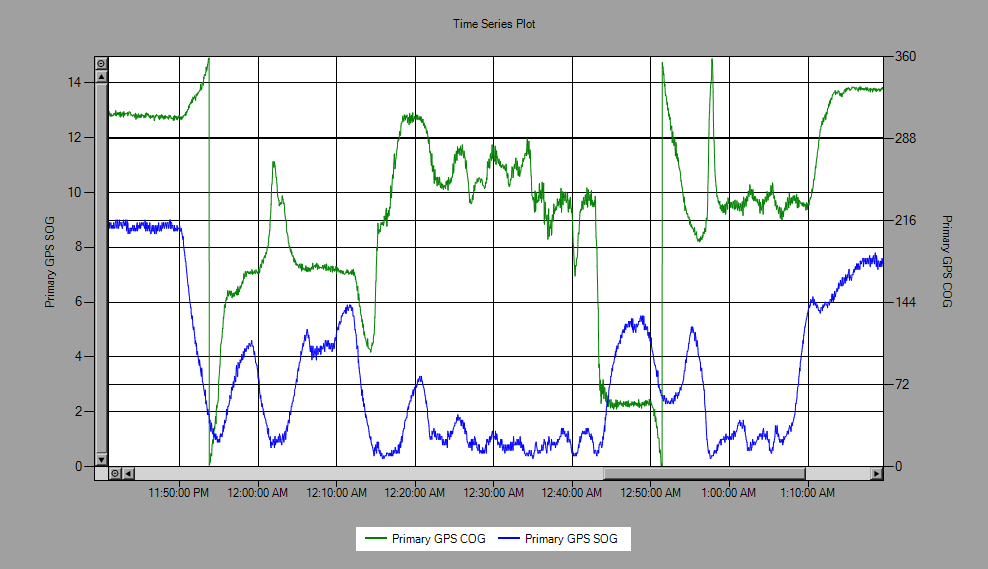 Time Series Plot
360
14
12
288
10
216
8
Primary GPS SOG
Primary GPS COG
6
144
4
72
2
0
0
11:50:00 PM 12:00:00 AM 12:10:00 AM 12:20:00 AM 12:30:00 AM 12:40:00 AM 12:50:00 AM 1:00:00 AM 1:10:00 AM
Primary GPS COG Primary GPS SOG